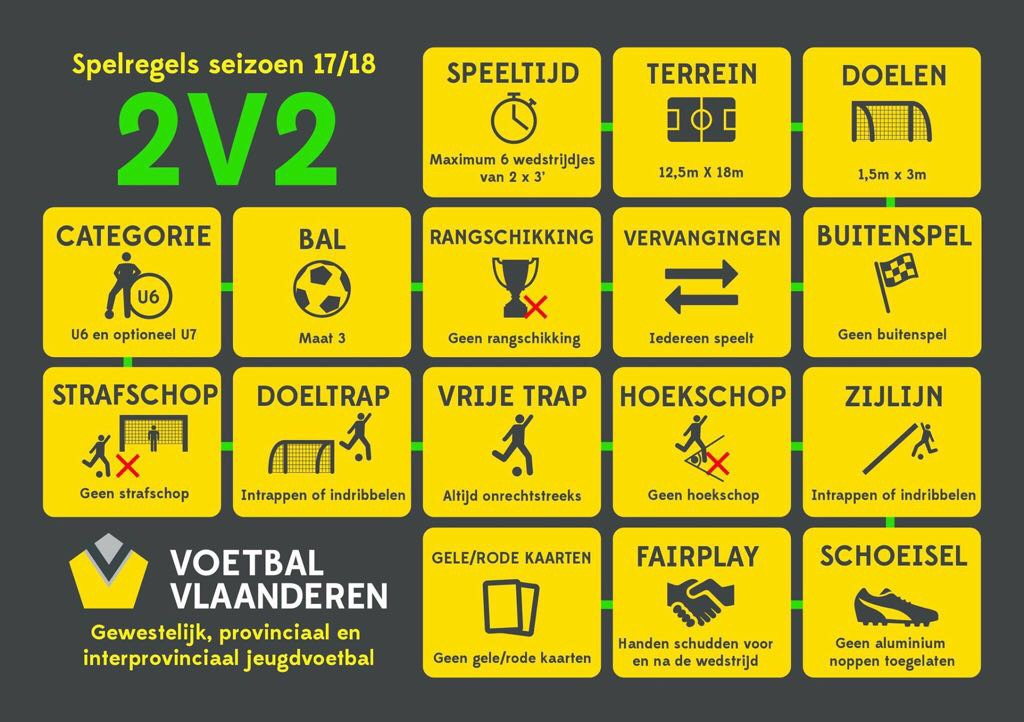 Spelregels seizoen 17/18
2V2
SPEELTIJD
Maximum 6 wedstrijdjes
van 2 x 3'
TERREIN
12,5m X 18m
DOELEN
1,5m x 3m
CATEGORIE
U6
U6 en optioneel U7
BAL
Maat 3
RANGSCHIKKING
Geen rangschikking
VERVANGINGEN
Iedereen speelt
BUITENSPEL
Geen buitenspel
STRAFSCHOP
Geen strafschop
DOELTRAP
Intrappen of indribbelen
VRIJE TRAP
Altijd onrechtstreeks
HOEKSCHOP
Geen hoekschop
ZIJLIJN
Intrappen of indribbelen
VOETBAL
VLAANDEREN
Gewestelijk, provinciaal en
interprovinciaal jeugdvoetbal
GELE/RODE KAARTEN
Geen gele/rode kaarten
FAIRPLAY
Handen schudden voor
en na de wedstrijd
SCHOEISEL
Geen aluminium
noppen toegelaten